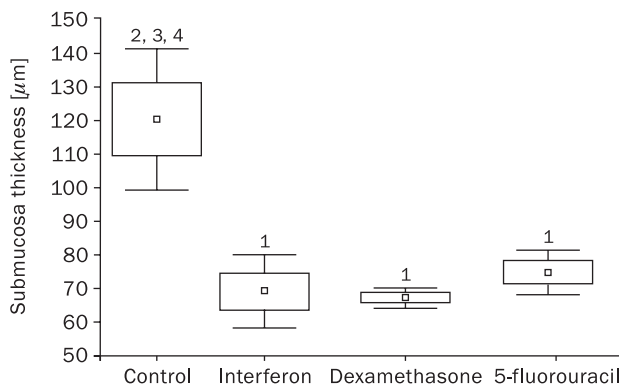 Submucosa thickness [μm]
150
140
130
120
110
100
90
80
70
60
50
2, 3, 4
1
1
1
Control
Interferon
Dexamethasone
5-fluorouracil